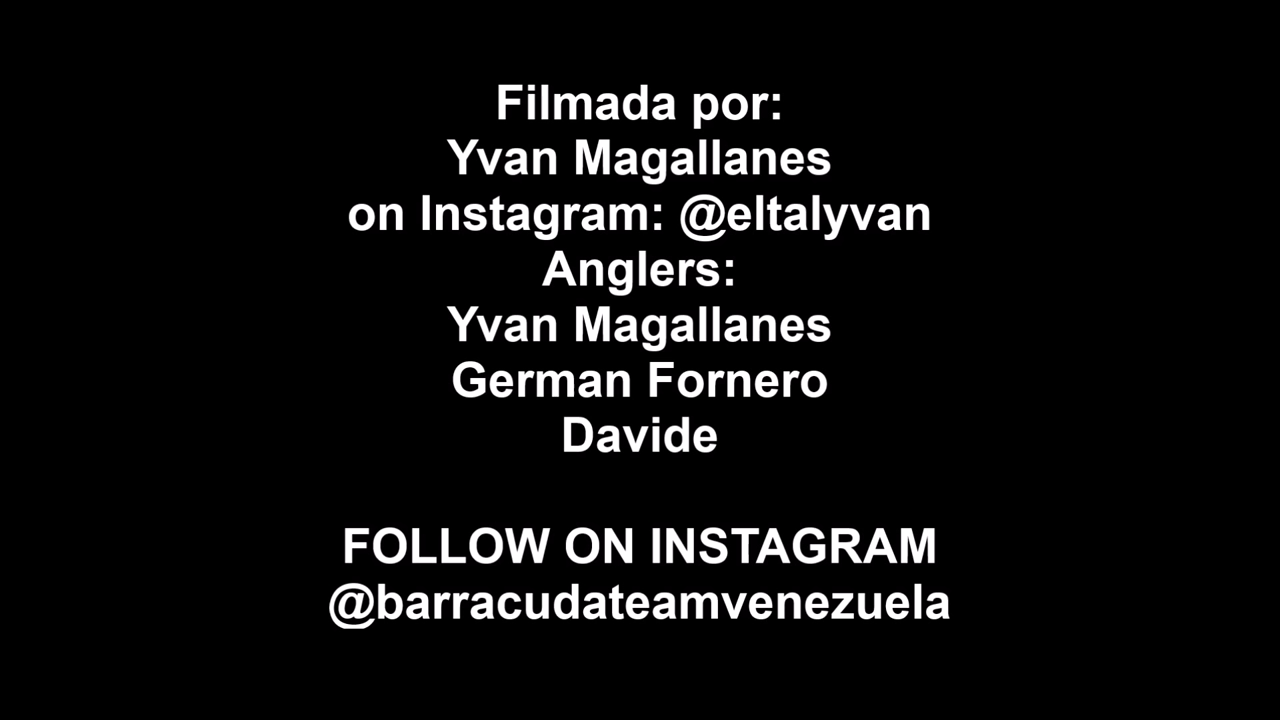 Filmada por:
Yvan Magallanes
on Instagram: @eltalyvan
Anglers:
Yvan Magallanes
German Fornero
Davide
FOLLOW ON INSTAGRAM
@barracudateamvenezuela